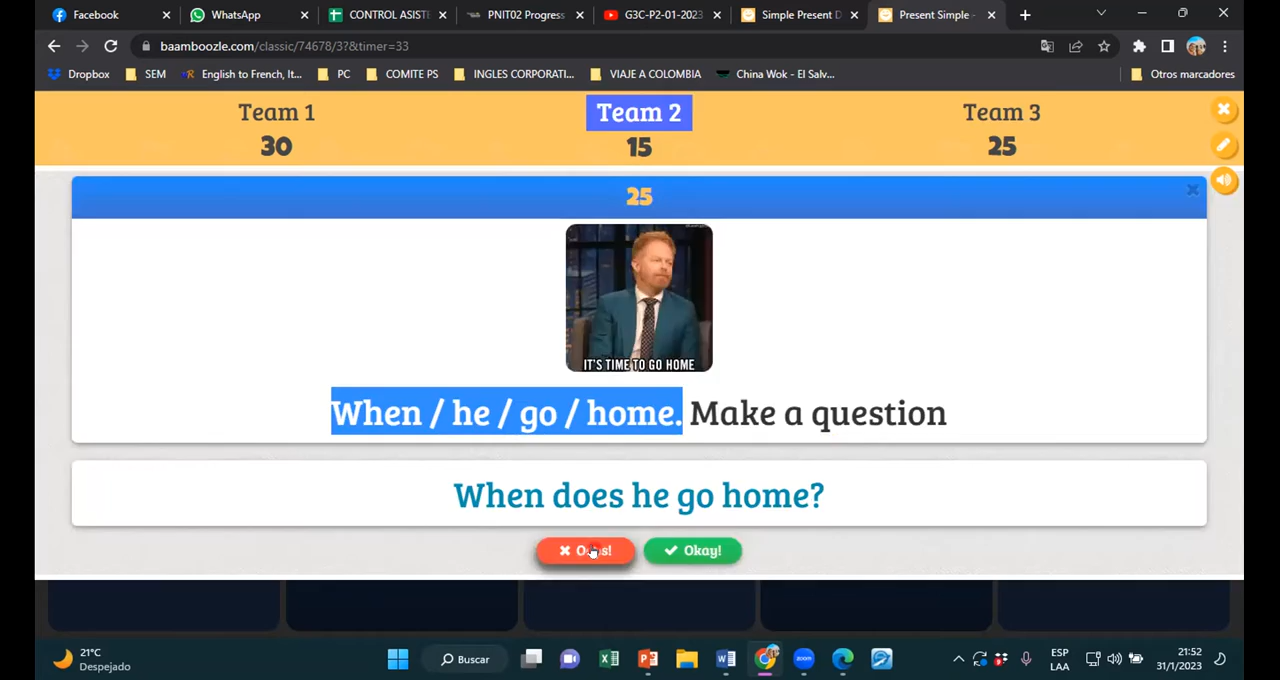 Facebook
WhatsApp
CONTROL ASIST
PNIT02 Progress
G3C-P2-01-2023
Simple Present D
Present Simple -
baamboozle.com/classic/74678/3?&timer=33
Dropbox
SEM
English to French, It...
PC
COMITE PS
INGLES CORPORATI...
VIAJE A COLOMBIA
China Wok - El Salv...
Otros marcadores
Team 1
Team 2
Team 3
30
15
25
25
IT'S TIME TO GO HOME
When / he / go / home. Make a question
When does he go home?
Okay!
21°C
Despejado
Buscar
zoom
ESP
LAA
21:52
31/1/2023